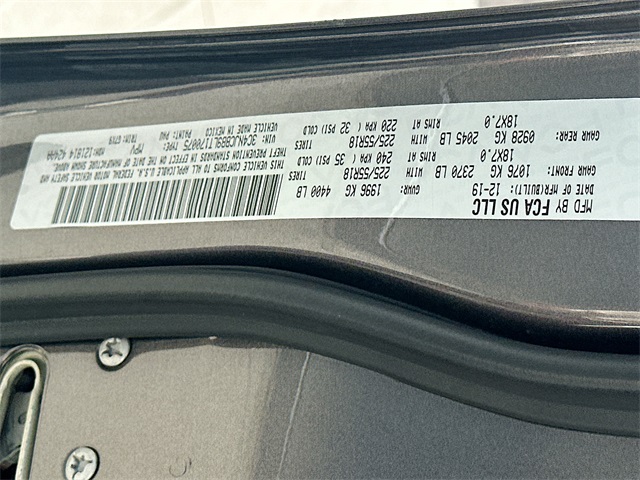 MFD BY FCA US LLC
DATE OF MFR(BUILT): 12-19 GVWR: 1996 KG 4400 LB
GAWR FRONT: 1076 KG 2370 LB WITH 225/55R18 TIRES
18X7.0 RIMS AT 240 KPA ( 35 PSI) COLD
GAWR REAR: 0928 KG 2045 LB WITH 225/55R18 TIRES
18X7.0 RIMS AT 220 KPA ( 32 PSI) COLD
THIS VEHICLE CONFORMS TO ALL APPLICABLE U.S.A. FEDERAL MOTOR VEHICLE SAFETY AND
THEFT PREVENTION STANDARDS IN EFFECT ON THE DATE OF MANUFACTURE SHOWN ABOVE.
VIN: TYPE: MPV MDH: 121814
VEHICLE MADE IN MEXICO PAINT: TRIM: